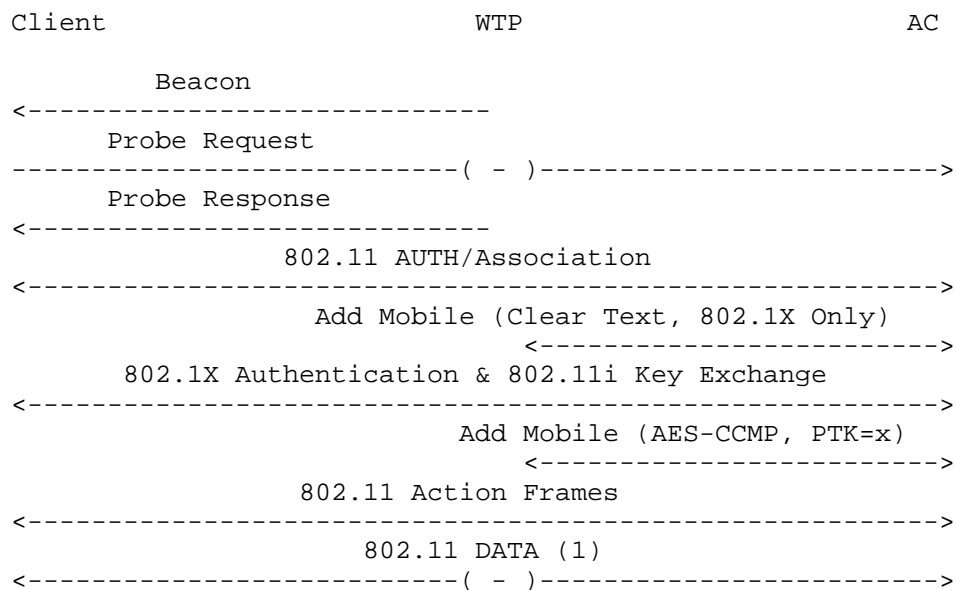 Client WTP AC
Beacon
<-----------------------------
Probe Request
----------------------------( - )------------------------->
Probe Response
<-----------------------------
802.11 AUTH/Association
<--------------------------------------------------------->
Add Mobile (Clear Text, 802.1X Only)
<------------------------->
802.1X Authentication & 802.11i Key Exchange
<--------------------------------------------------------->
Add Mobile (AES-CCMP, PTK=x)
<------------------------->
802.11 Action Frames
<--------------------------------------------------------->
802.11 DATA (1)
<---------------------------( - )------------------------->